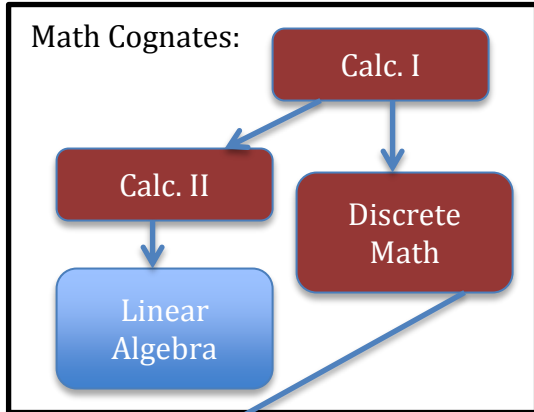 Math Cognates:
Calc. I
Calc. II
Discrete
Math
Linear
Algebra